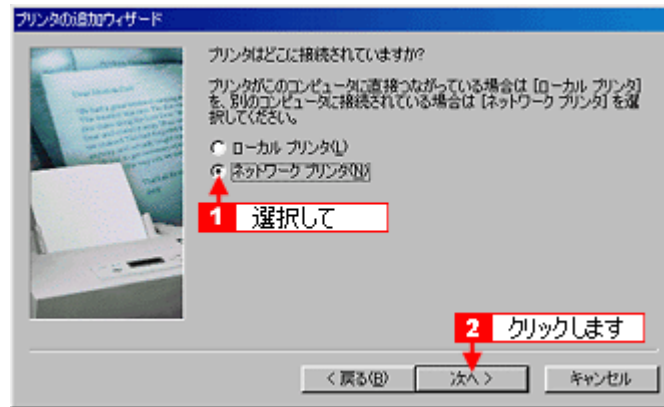 プリンタの追加ウィザード
プリンタはどこに接続されていますか?
プリンタがこのコンピュータに直接つながっている場合は [ローカル プリンタ]
を、別のコンピュータに接続されている場合は [ネットワーク プリンタ] を選
択してください。
ローカル プリンタ(L)
ネットワーク プリンタ(N)
1 選択して
2 クリックします
< 戻る(B)
次へ >
キャンセル